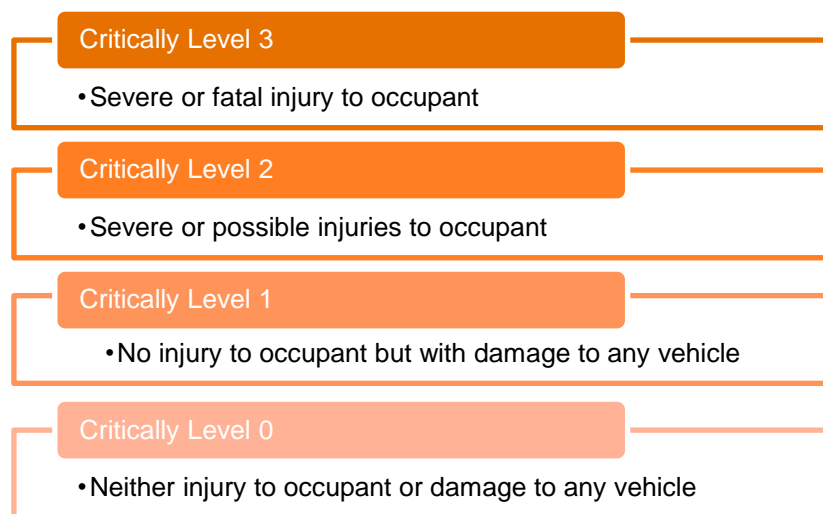 Critically Level 3
•Severe or fatal injury to occupant
Critically Level 2
•Severe or possible injuries to occupant
Critically Level 1
•No injury to occupant but with damage to any vehicle
Critically Level 0
•Neither injury to occupant or damage to any vehicle